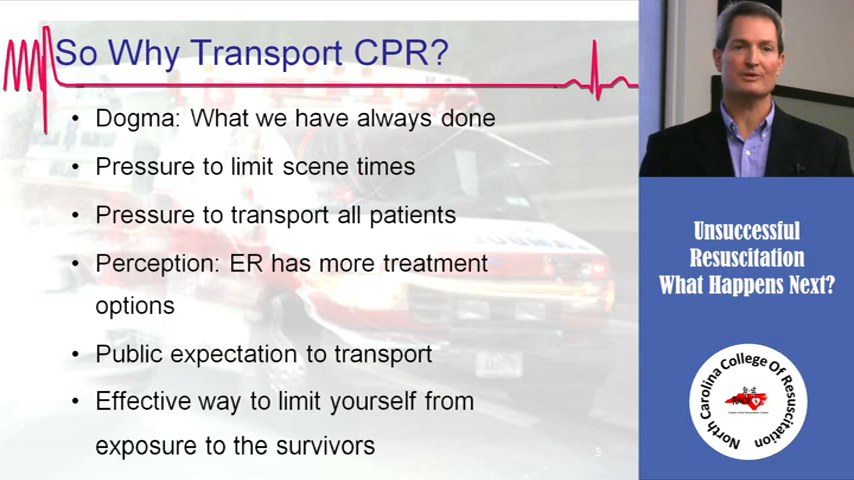 So Why Transport CPR?
• Dogma: What we have always done
• Pressure to limit scene times
• Pressure to transport all patients
• Perception: ER has more treatment
options
• Public expectation to transport
• Effective way to limit yourself from
exposure to the survivors
5
Unsuccessful
Resuscitation
What Happens Next?
North Carolina College Of Resuscitation